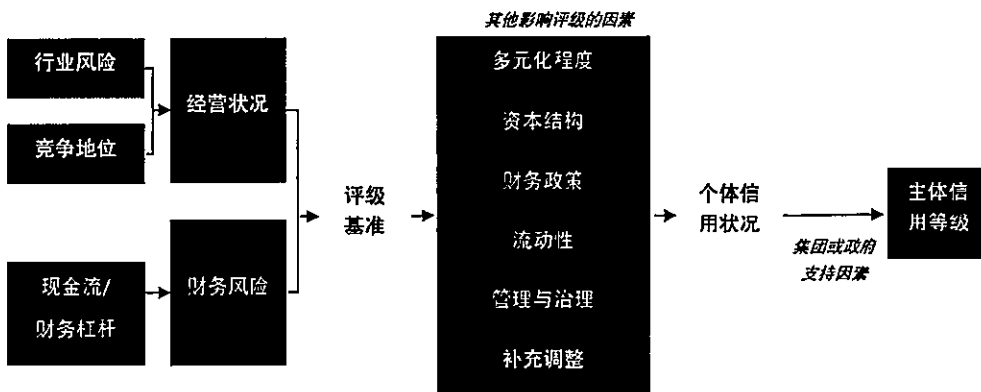 其他影响评级的因素
行业风险
竞争地位
经营状况
现金流/
财务杠杆
财务风险
评级
基准
多元化程度
资本结构
财务政策
流动性
管理与治理
补充调整
个体信
用状况
集团或政府
支持因素
主体信
用等级